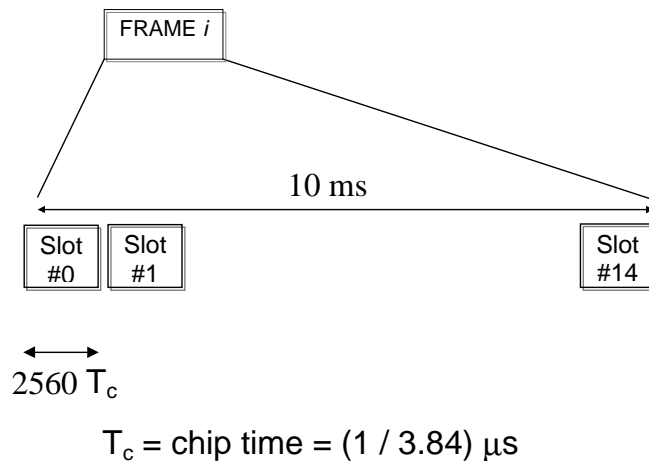 FRAME i
10 ms
Slot
#0
Slot
#1
Slot
#14
2560 Tc
Tc = chip time = (1 / 3.84) μs